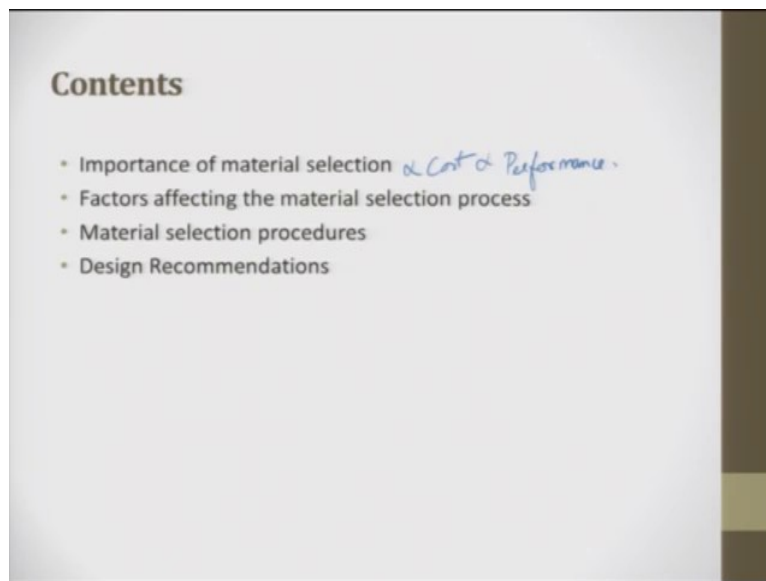 Contents
• Importance of material selection ∝ Cost ∝ Performance.
• Factors affecting the material selection process
• Material selection procedures
• Design Recommendations